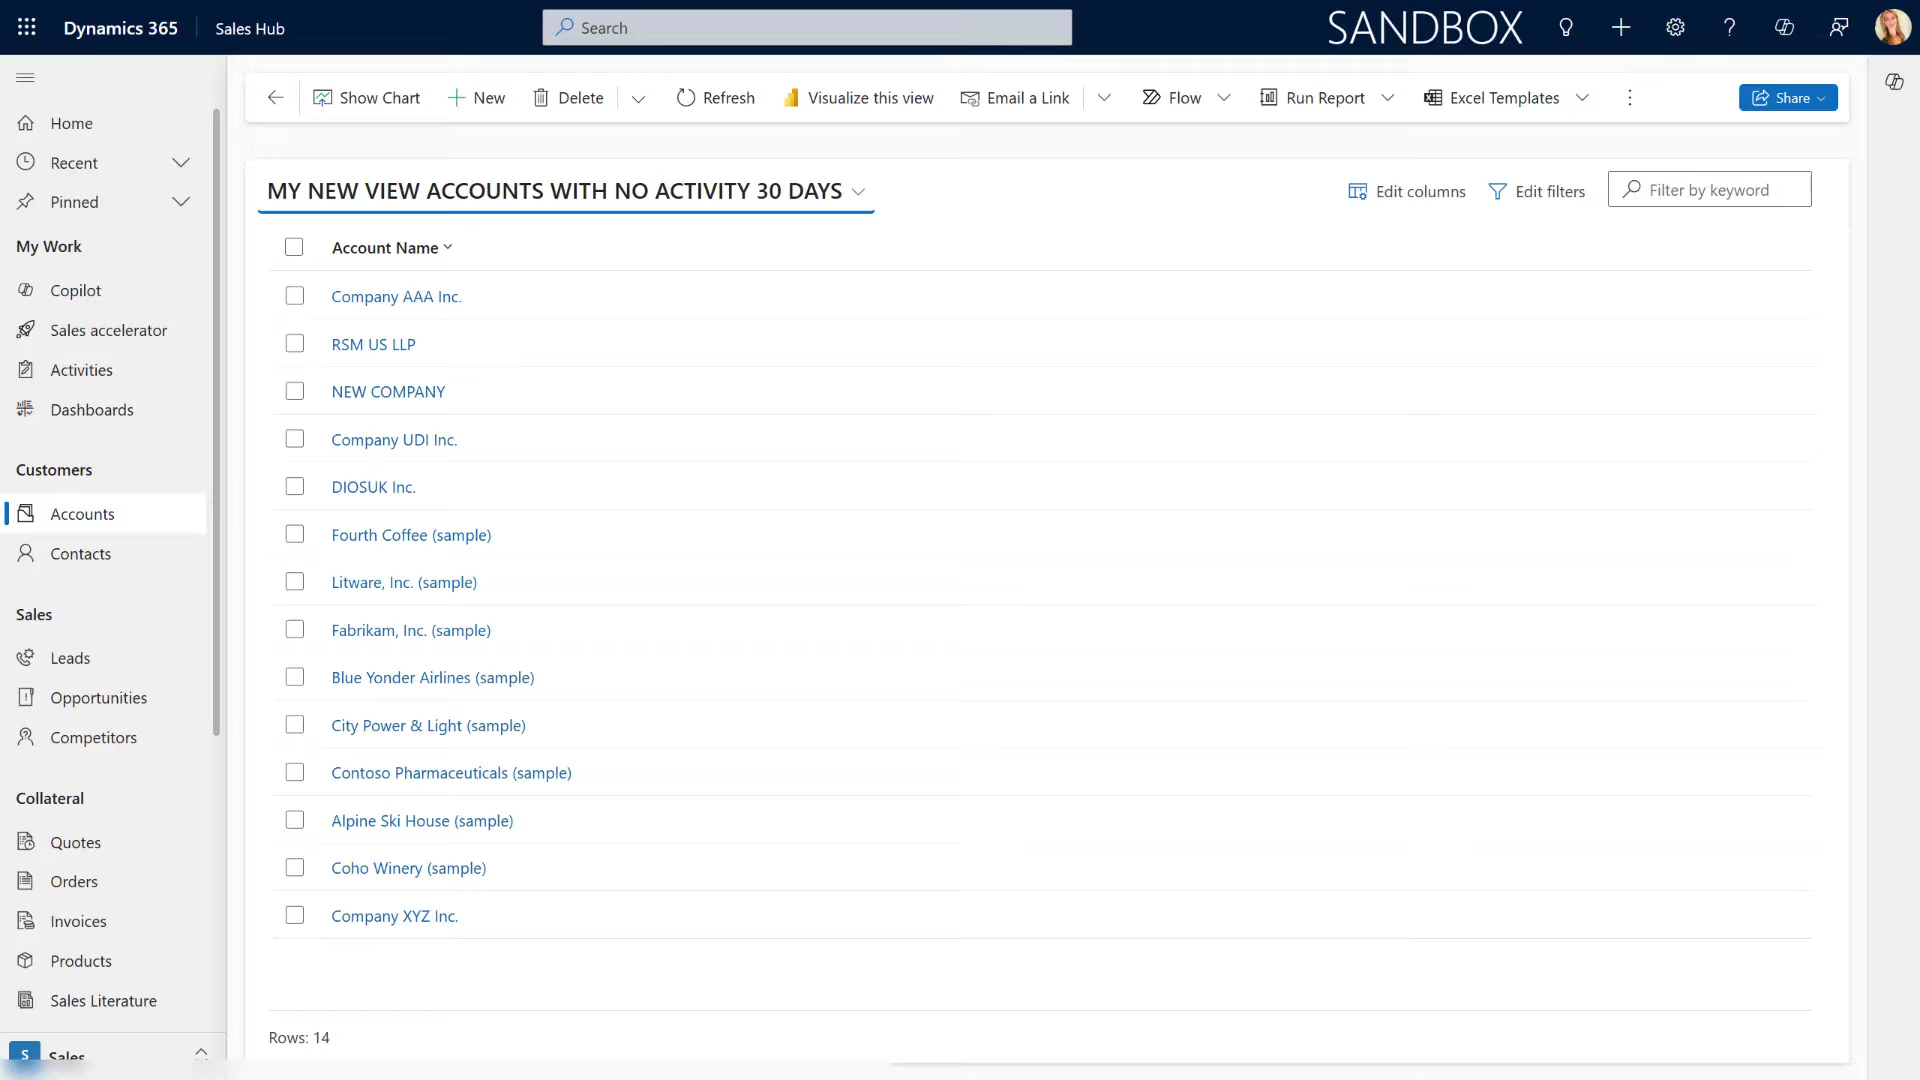 Dynamics 365
Sales Hub
Search
SANDBOX
Show Chart
New
Delete
Refresh
Visualize this view
Email a Link
Flow
Run Report
Excel Templates
Share
Home
Recent
Pinned
My Work
Copilot
Sales accelerator
Activities
Dashboards
Customers
Accounts
Contacts
Sales
Leads
Opportunities
Competitors
Collateral
Quotes
Orders
Invoices
Products
Sales Literature
S
Sales
MY NEW VIEW ACCOUNTS WITH NO ACTIVITY 30 DAYS
Edit columns
Edit filters
Filter by keyword
Account Name
Company AAA Inc.
RSM US LLP
NEW COMPANY
Company UDI Inc.
DIOSUK Inc.
Fourth Coffee (sample)
Litware, Inc. (sample)
Fabrikam, Inc. (sample)
Blue Yonder Airlines (sample)
City Power & Light (sample)
Contoso Pharmaceuticals (sample)
Alpine Ski House (sample)
Coho Winery (sample)
Company XYZ Inc.
Rows: 14